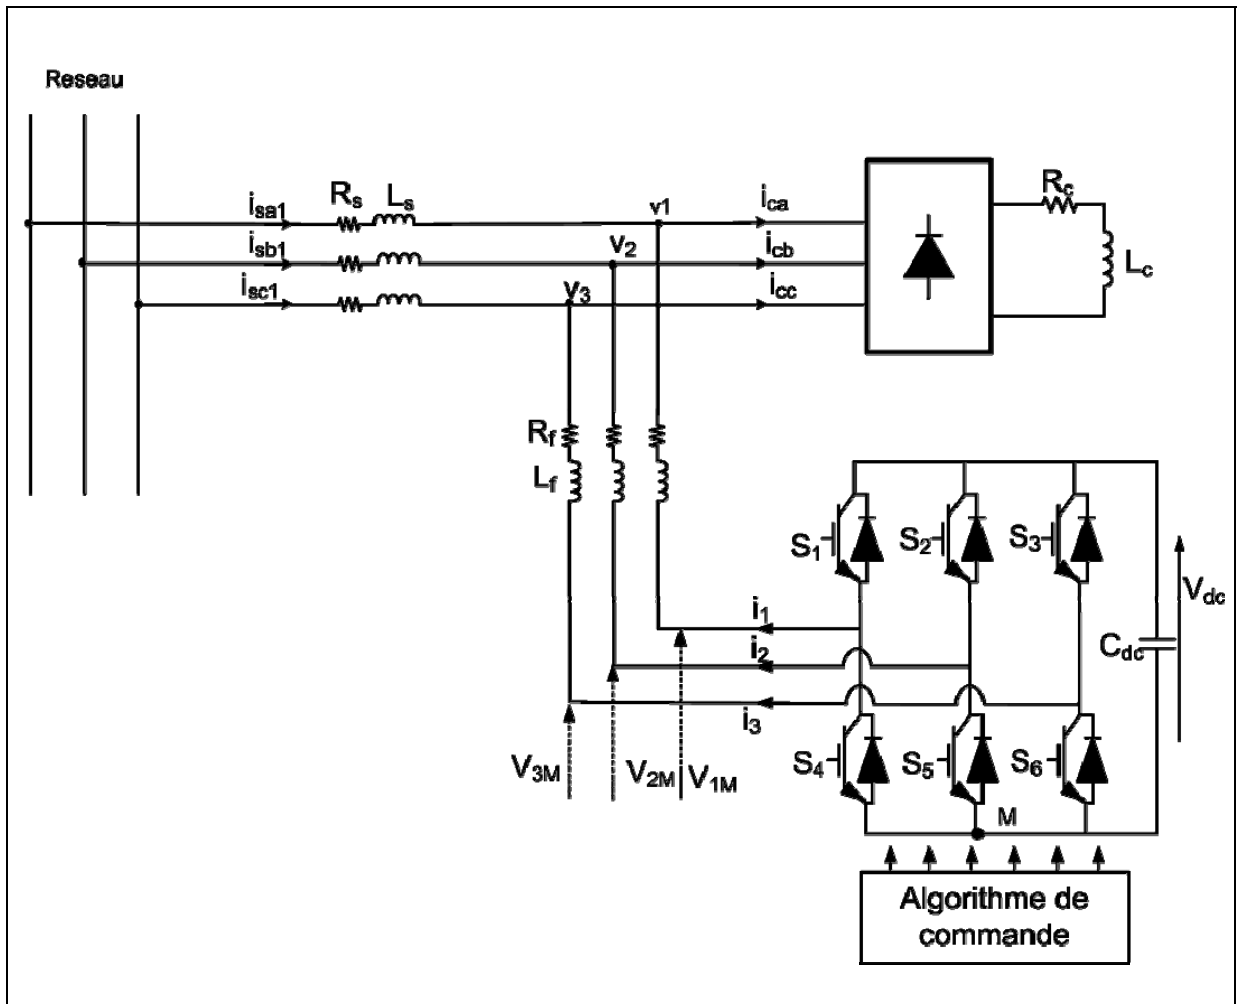 Reseau
isa1
Rs
Ls
v1
ica
Rc
isb1
v2
icb
Lc
isc1
v3
icc
Rf
Lf
S1
S2
S3
Vdc
i1
Cdc
i2
i3
V3M
V2M
V1M
S4
S5
S6
M
Algorithme de
commande